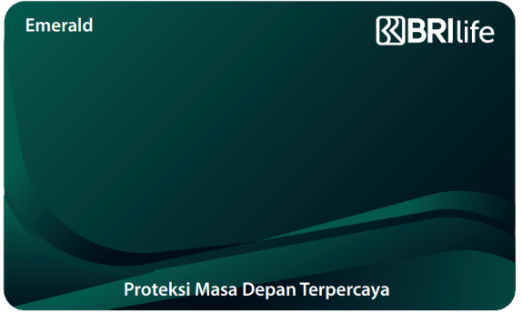 Emerald
BRIlife
Proteksi Masa Depan Terpercaya